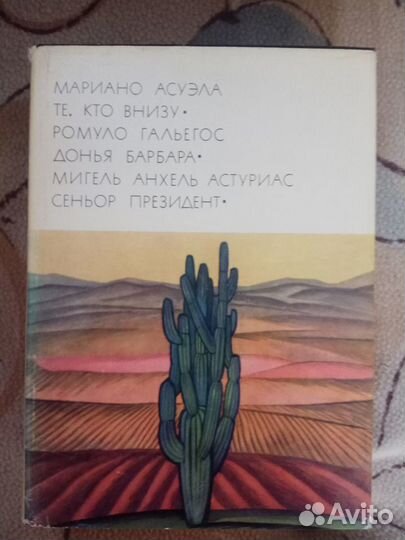 МАРИАНО АСУЭЛА
ТЕ, КТО ВНИЗУ •
РОМУЛО ГАЛЬЕГОС
ДОНЬЯ БАРБАРА •
МИГЕЛЬ АНХЕЛЬ АСТУРИАС
СЕНЬОР ПРЕЗИДЕНТ •
Avito